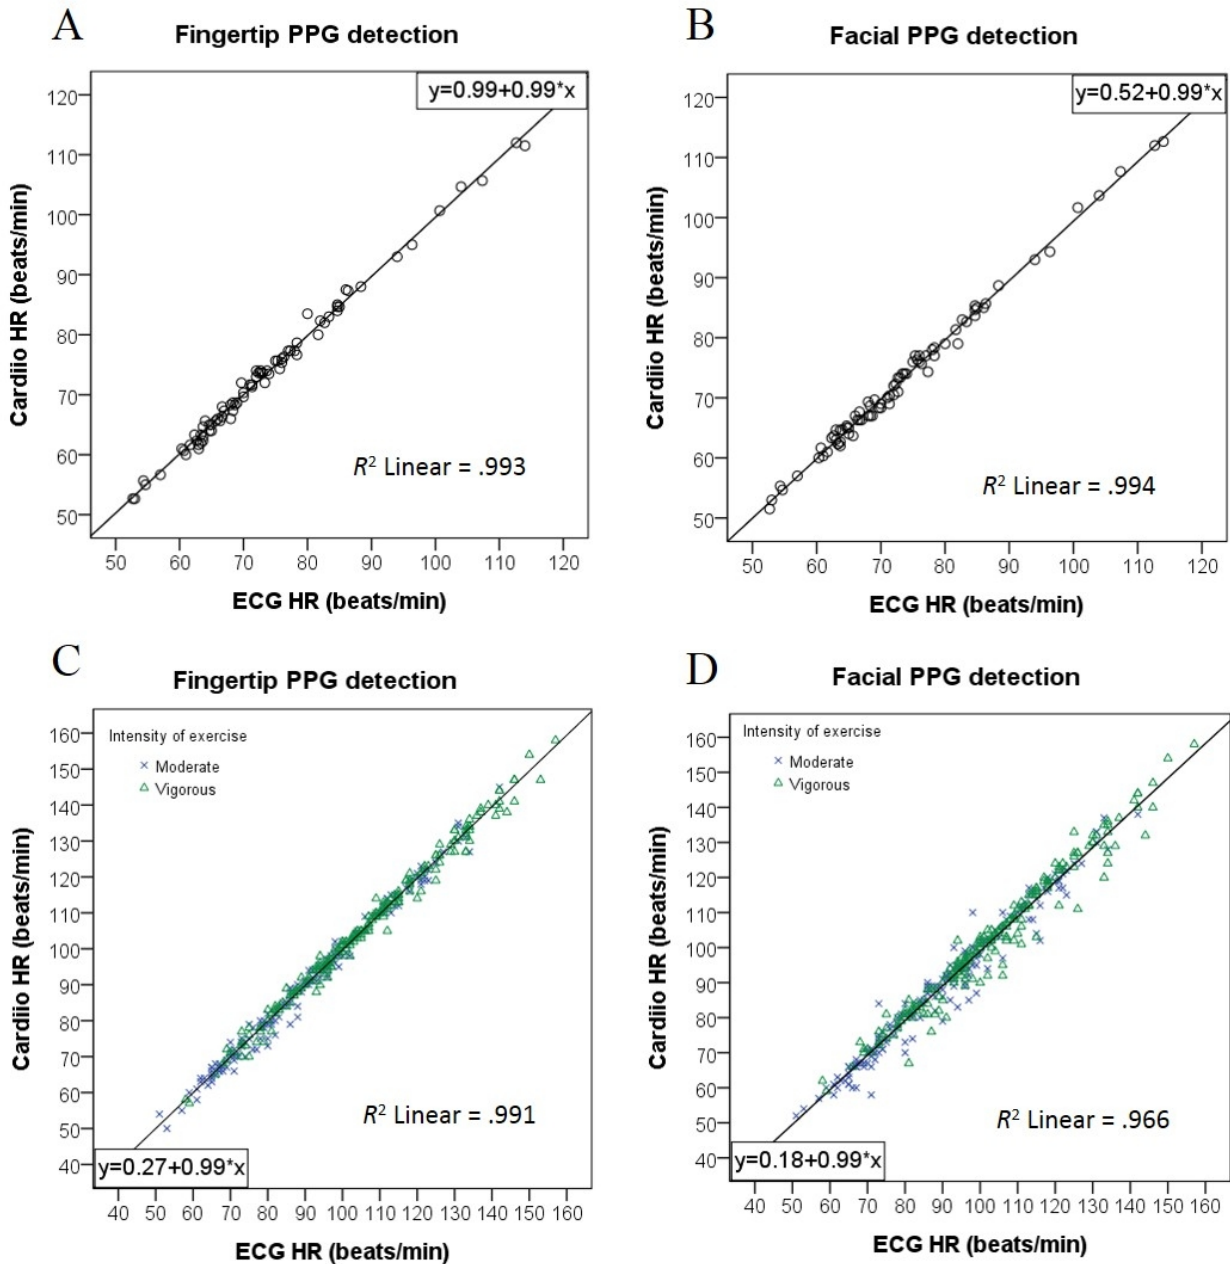 A
Fingertip PPG detection
y=0.99+0.99*x
120
110
100
90
80
70
60
50
Cardiio HR (beats/min)
R² Linear = .993
50 60 70 80 90 100 110 120
ECG HR (beats/min)
B
Facial PPG detection
y=0.52+0.99*x
120
110
100
90
80
70
60
50
Cardiio HR (beats/min)
R² Linear = .994
50 60 70 80 90 100 110 120
ECG HR (beats/min)
C
Fingertip PPG detection
Intensity of exercise
Moderate
Vigorous
160
150
140
130
120
110
100
90
80
70
60
50
40
Cardiio HR (beats/min)
R² Linear = .991
y=0.27+0.99*x
40 50 60 70 80 90 100 110 120 130 140 150 160
ECG HR (beats/min)
D
Facial PPG detection
Intensity of exercise
Moderate
Vigorous
160
150
140
130
120
110
100
90
80
70
60
50
40
Cardiio HR (beats/min)
R² Linear = .966
y=0.18+0.99*x
40 50 60 70 80 90 100 110 120 130 140 150 160
ECG HR (beats/min)